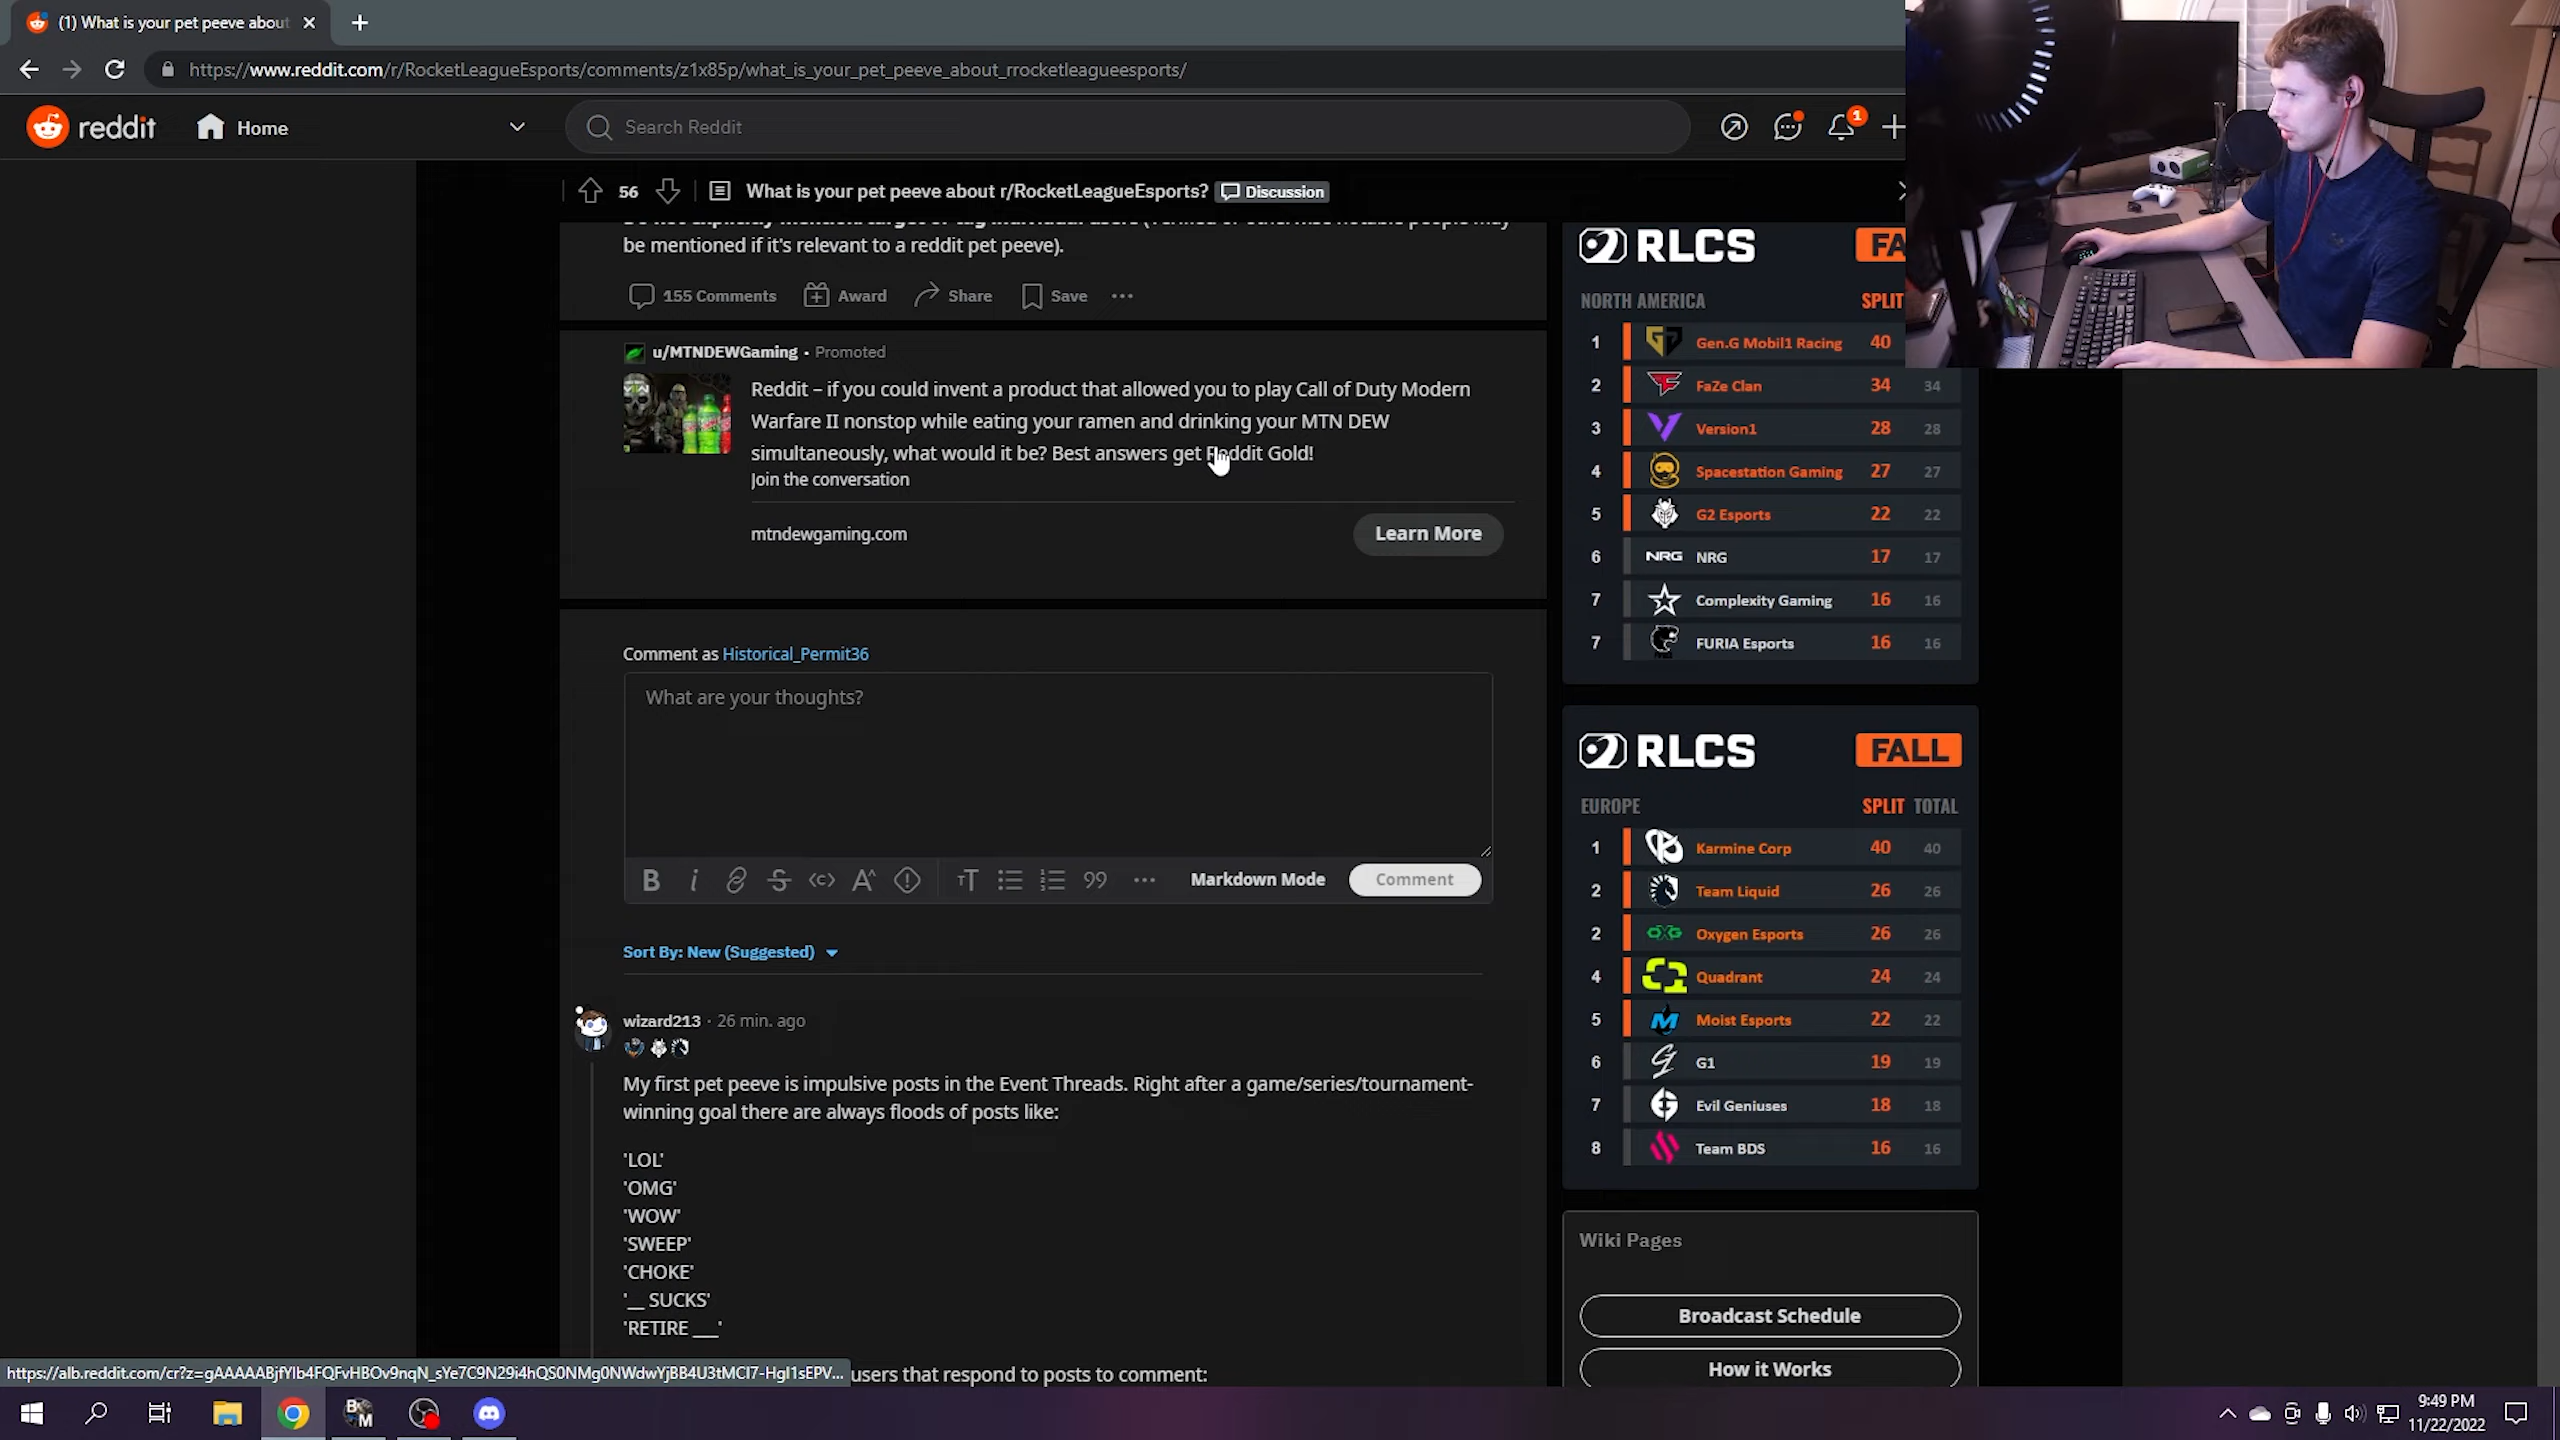 (1) What is your pet peeve about
https://www.reddit.com/r/RocketLeagueEsports/comments/z1x85p/what_is_your_pet_peeve_about_rrocketleagueesports/
reddit
Home
Search Reddit
1
56
What is your pet peeve about r/RocketLeagueEsports?
Discussion
be mentioned if it's relevant to a reddit pet peeve).
155 Comments
Award
Share
Save
u/MTNDEWGaming • Promoted
Reddit – if you could invent a product that allowed you to play Call of Duty Modern
Warfare II nonstop while eating your ramen and drinking your MTN DEW
simultaneously, what would it be? Best answers get Reddit Gold!
Join the conversation
mtndewgaming.com
Learn More
Comment as Historical_Permit36
What are your thoughts?
Markdown Mode
Comment
Sort By: New (Suggested)
wizard213 · 26 min. ago
My first pet peeve is impulsive posts in the Event Threads. Right after a game/series/tournament-
winning goal there are always floods of posts like:
'LOL'
'OMG'
'WOW'
'SWEEP'
'CHOKE'
'__ SUCKS'
'RETIRE ___'
users that respond to posts to comment:
RLCS
FA
NORTH AMERICA SPLIT
1 Gen.G Mobil1 Racing 40
2 FaZe Clan 34 34
3 Version1 28 28
4 Spacestation Gaming 27 27
5 G2 Esports 22 22
6 NRG NRG 17 17
7 Complexity Gaming 16 16
7 FURIA Esports 16 16
RLCS FALL
EUROPE SPLIT TOTAL
1 Karmine Corp 40 40
2 Team Liquid 26 26
2 OXG Oxygen Esports 26 26
4 Quadrant 24 24
5 Moist Esports 22 22
6 G1 19 19
7 Evil Geniuses 18 18
8 Team BDS 16 16
Wiki Pages
Broadcast Schedule
How it Works
9:49 PM
11/22/2022